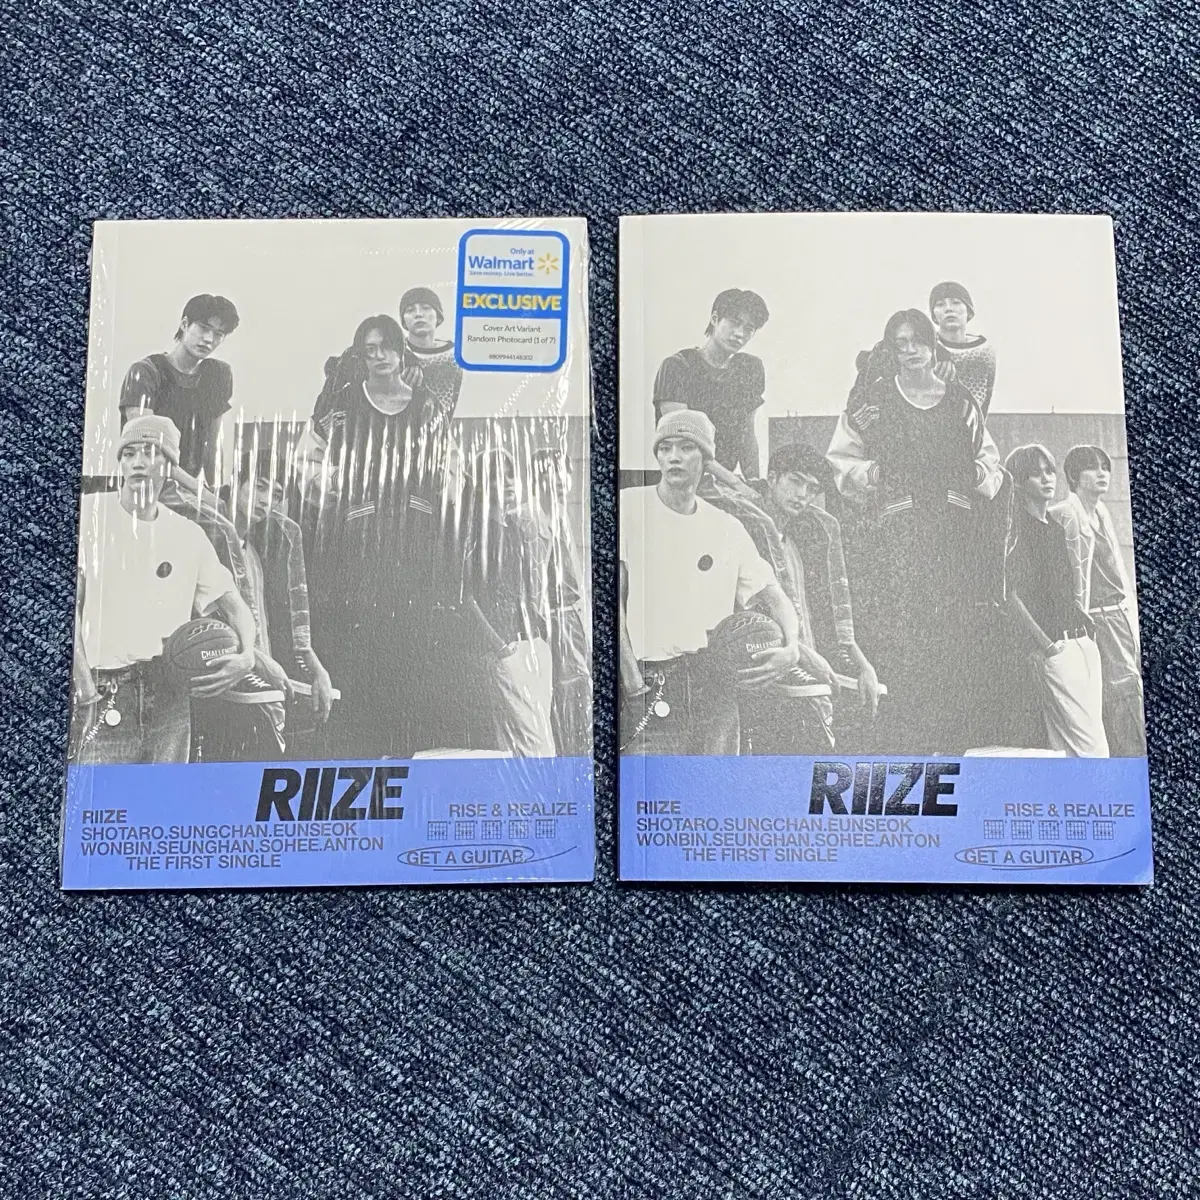 Only at
Walmart
Save money. Live better.
EXCLUSIVE
Cover Art Variant
Random Photocard (1 of 7)
8809944148302
CHALLENGER
RIIZE
RIIZE
SHOTARO.SUNGCHAN.EUNSEOK
WONBIN.SEUNGHAN.SOHEE.ANTON
THE FIRST SINGLE
RISE & REALIZE
GET A GUITAR
RIIZE
RIIZE
SHOTARO.SUNGCHAN.EUNSEOK
WONBIN.SEUNGHAN.SOHEE.ANTON
THE FIRST SINGLE
RISE & REALIZE
GET A GUITAR